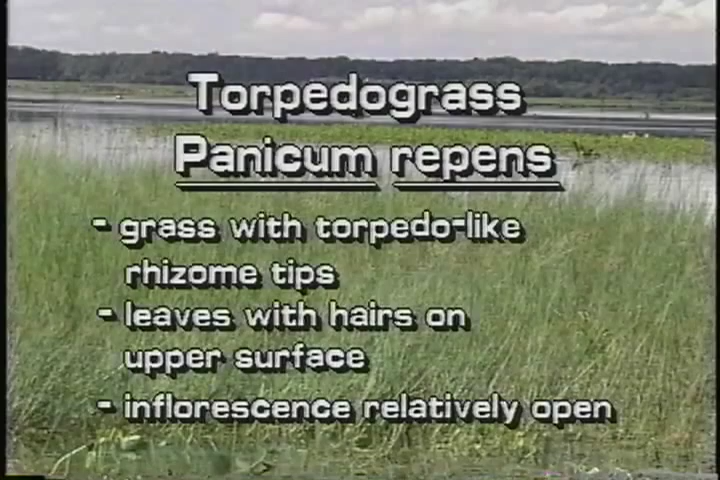 Torpedograss
Panicum repens
- grass with torpedo-like
rhizome tips
- leaves with hairs on
upper surface
- inflorescence relatively open